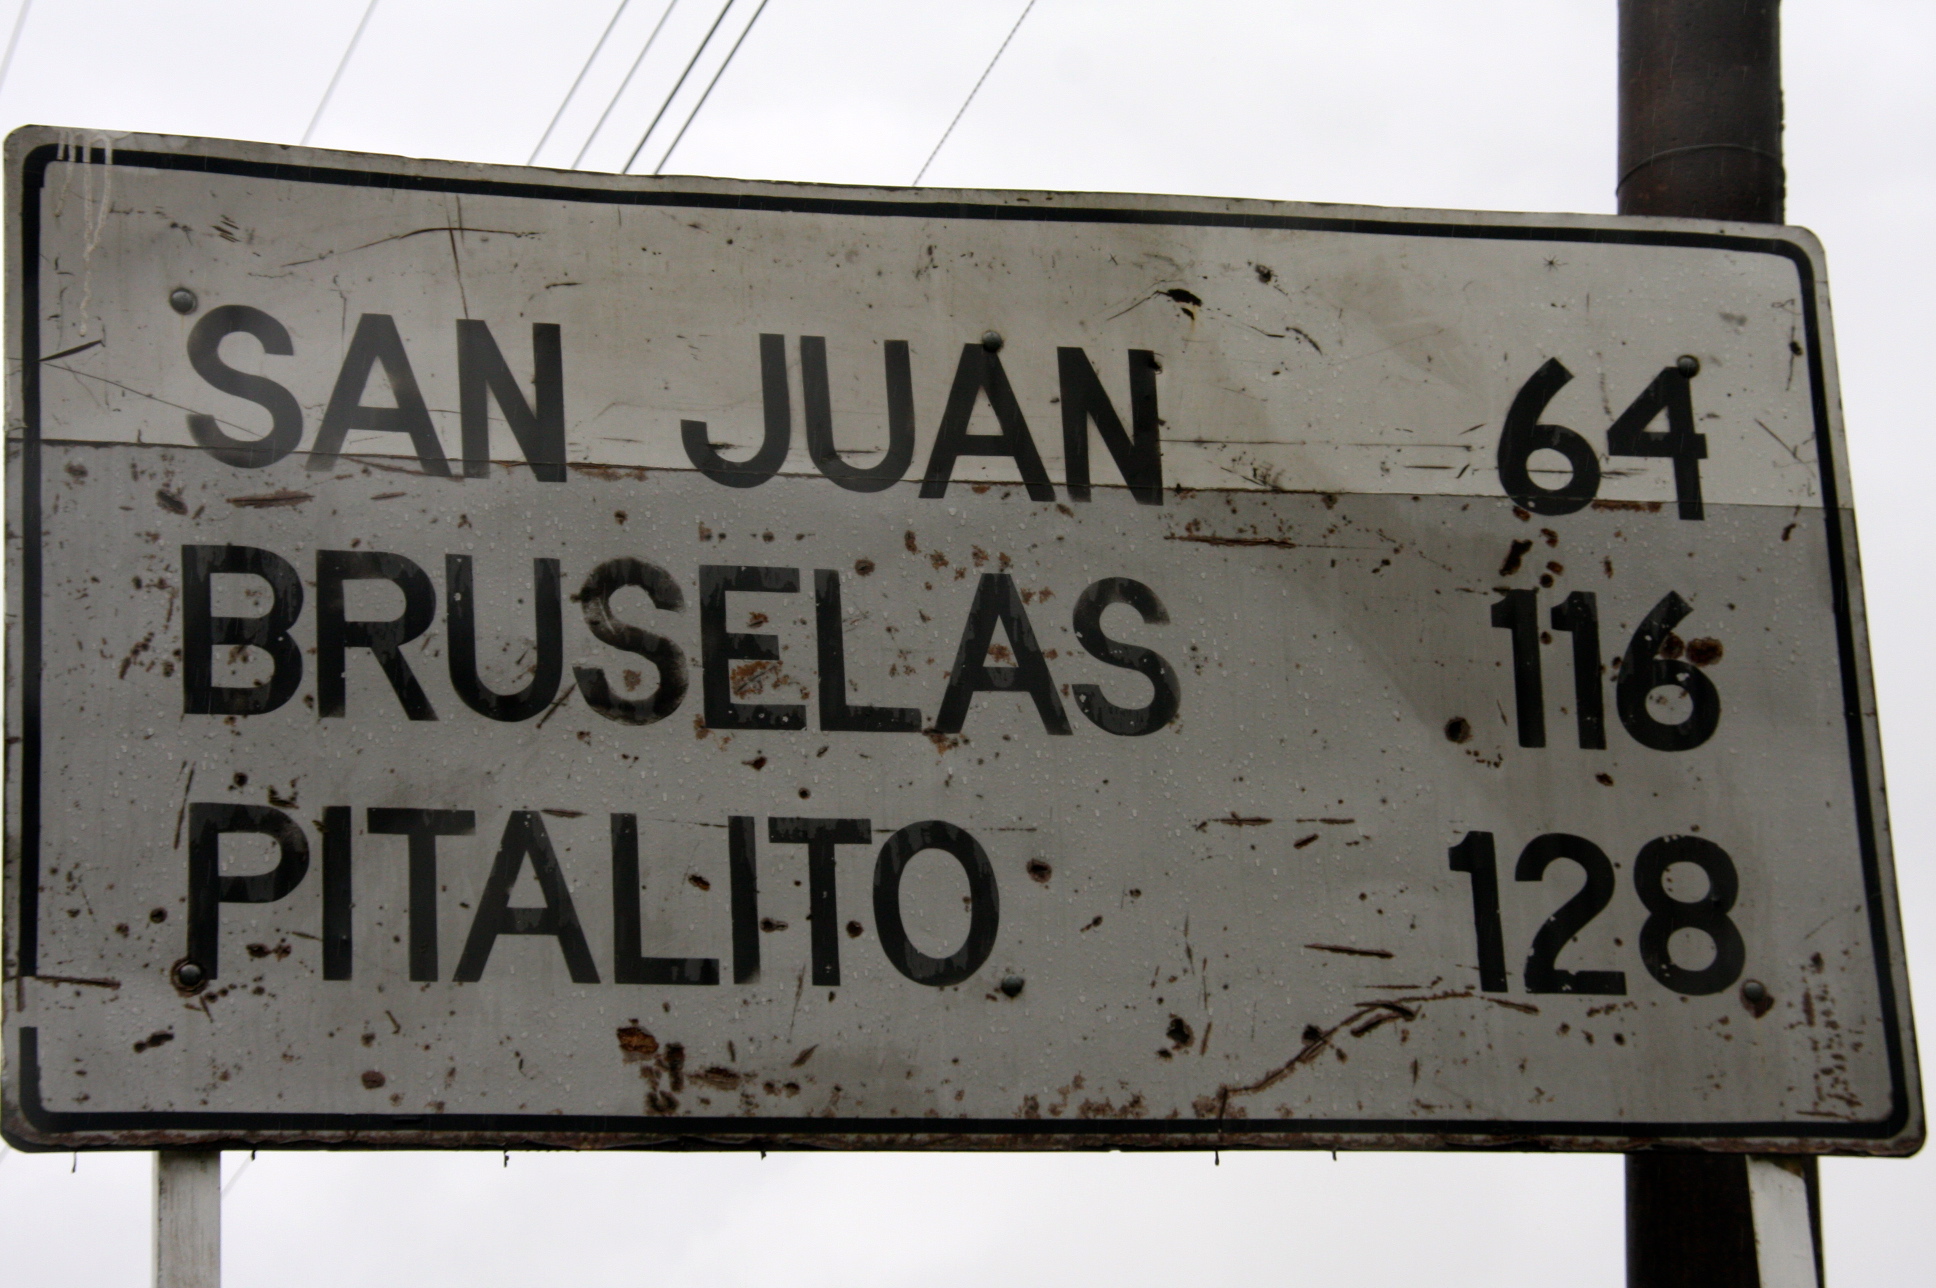 SAN JUAN 64
BRUSELAS 116
PITALITO 128